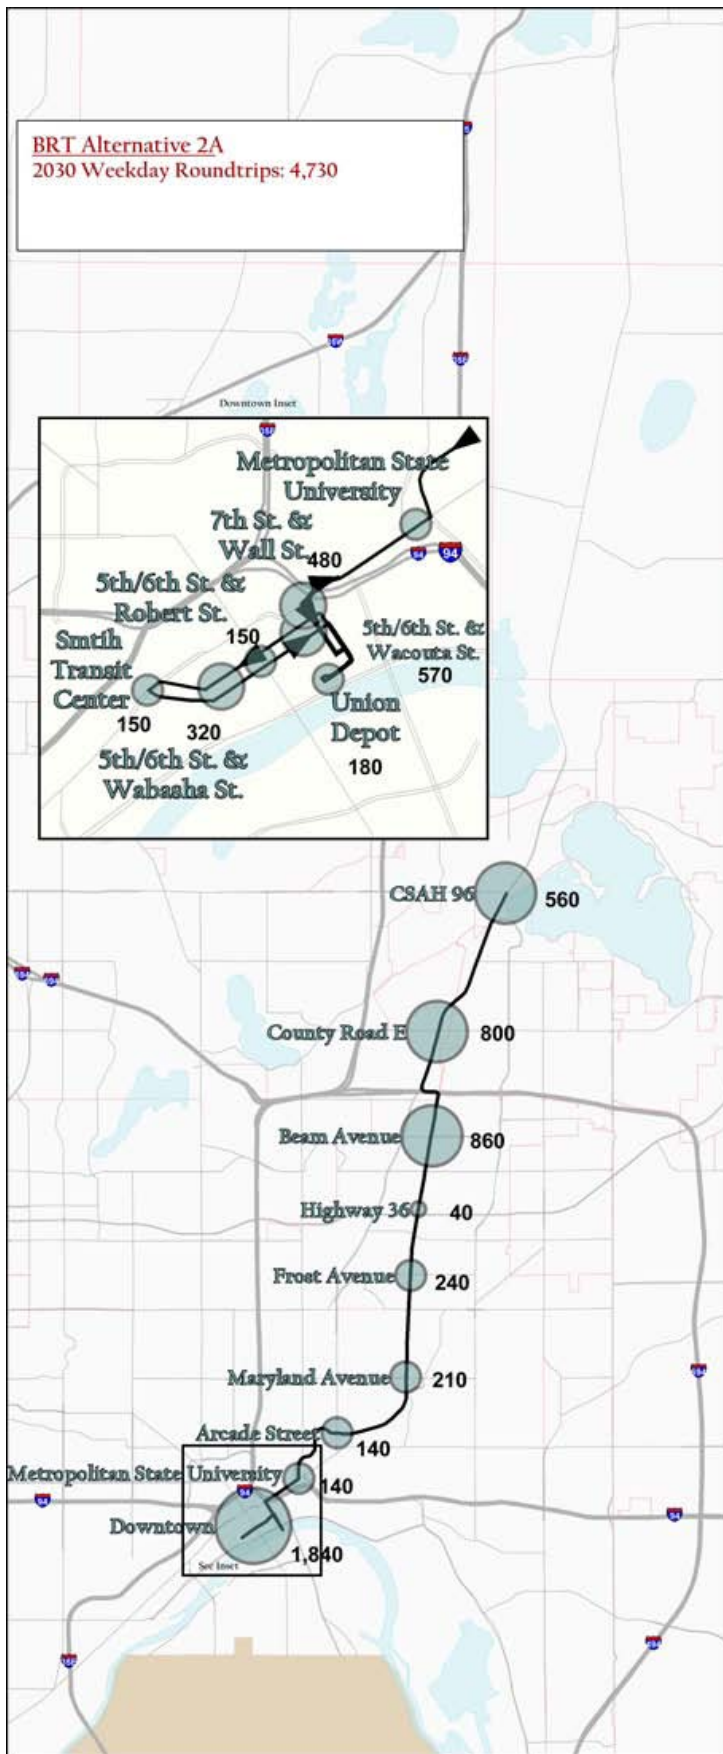 BRT Alternative 2A
2030 Weekday Roundtrips: 4,730
Downtown Inset
Metropolitan State
University
7th St. &
Wall St.
480
94
94
5th/6th St. &
Robert St.
150
5th/6th St. &
Wacouta St.
570
Smtih
Transit
Center
150
320
Union
Depot
180
5th/6th St. &
Wabasha St.
CSAH 96
560
County Road E
800
Beam Avenue
860
Highway 36
40
Frost Avenue
240
Maryland Avenue
210
Arcade Street
140
Metropolitan State University
140
94
94
94
Downtown
1,840
See Inset